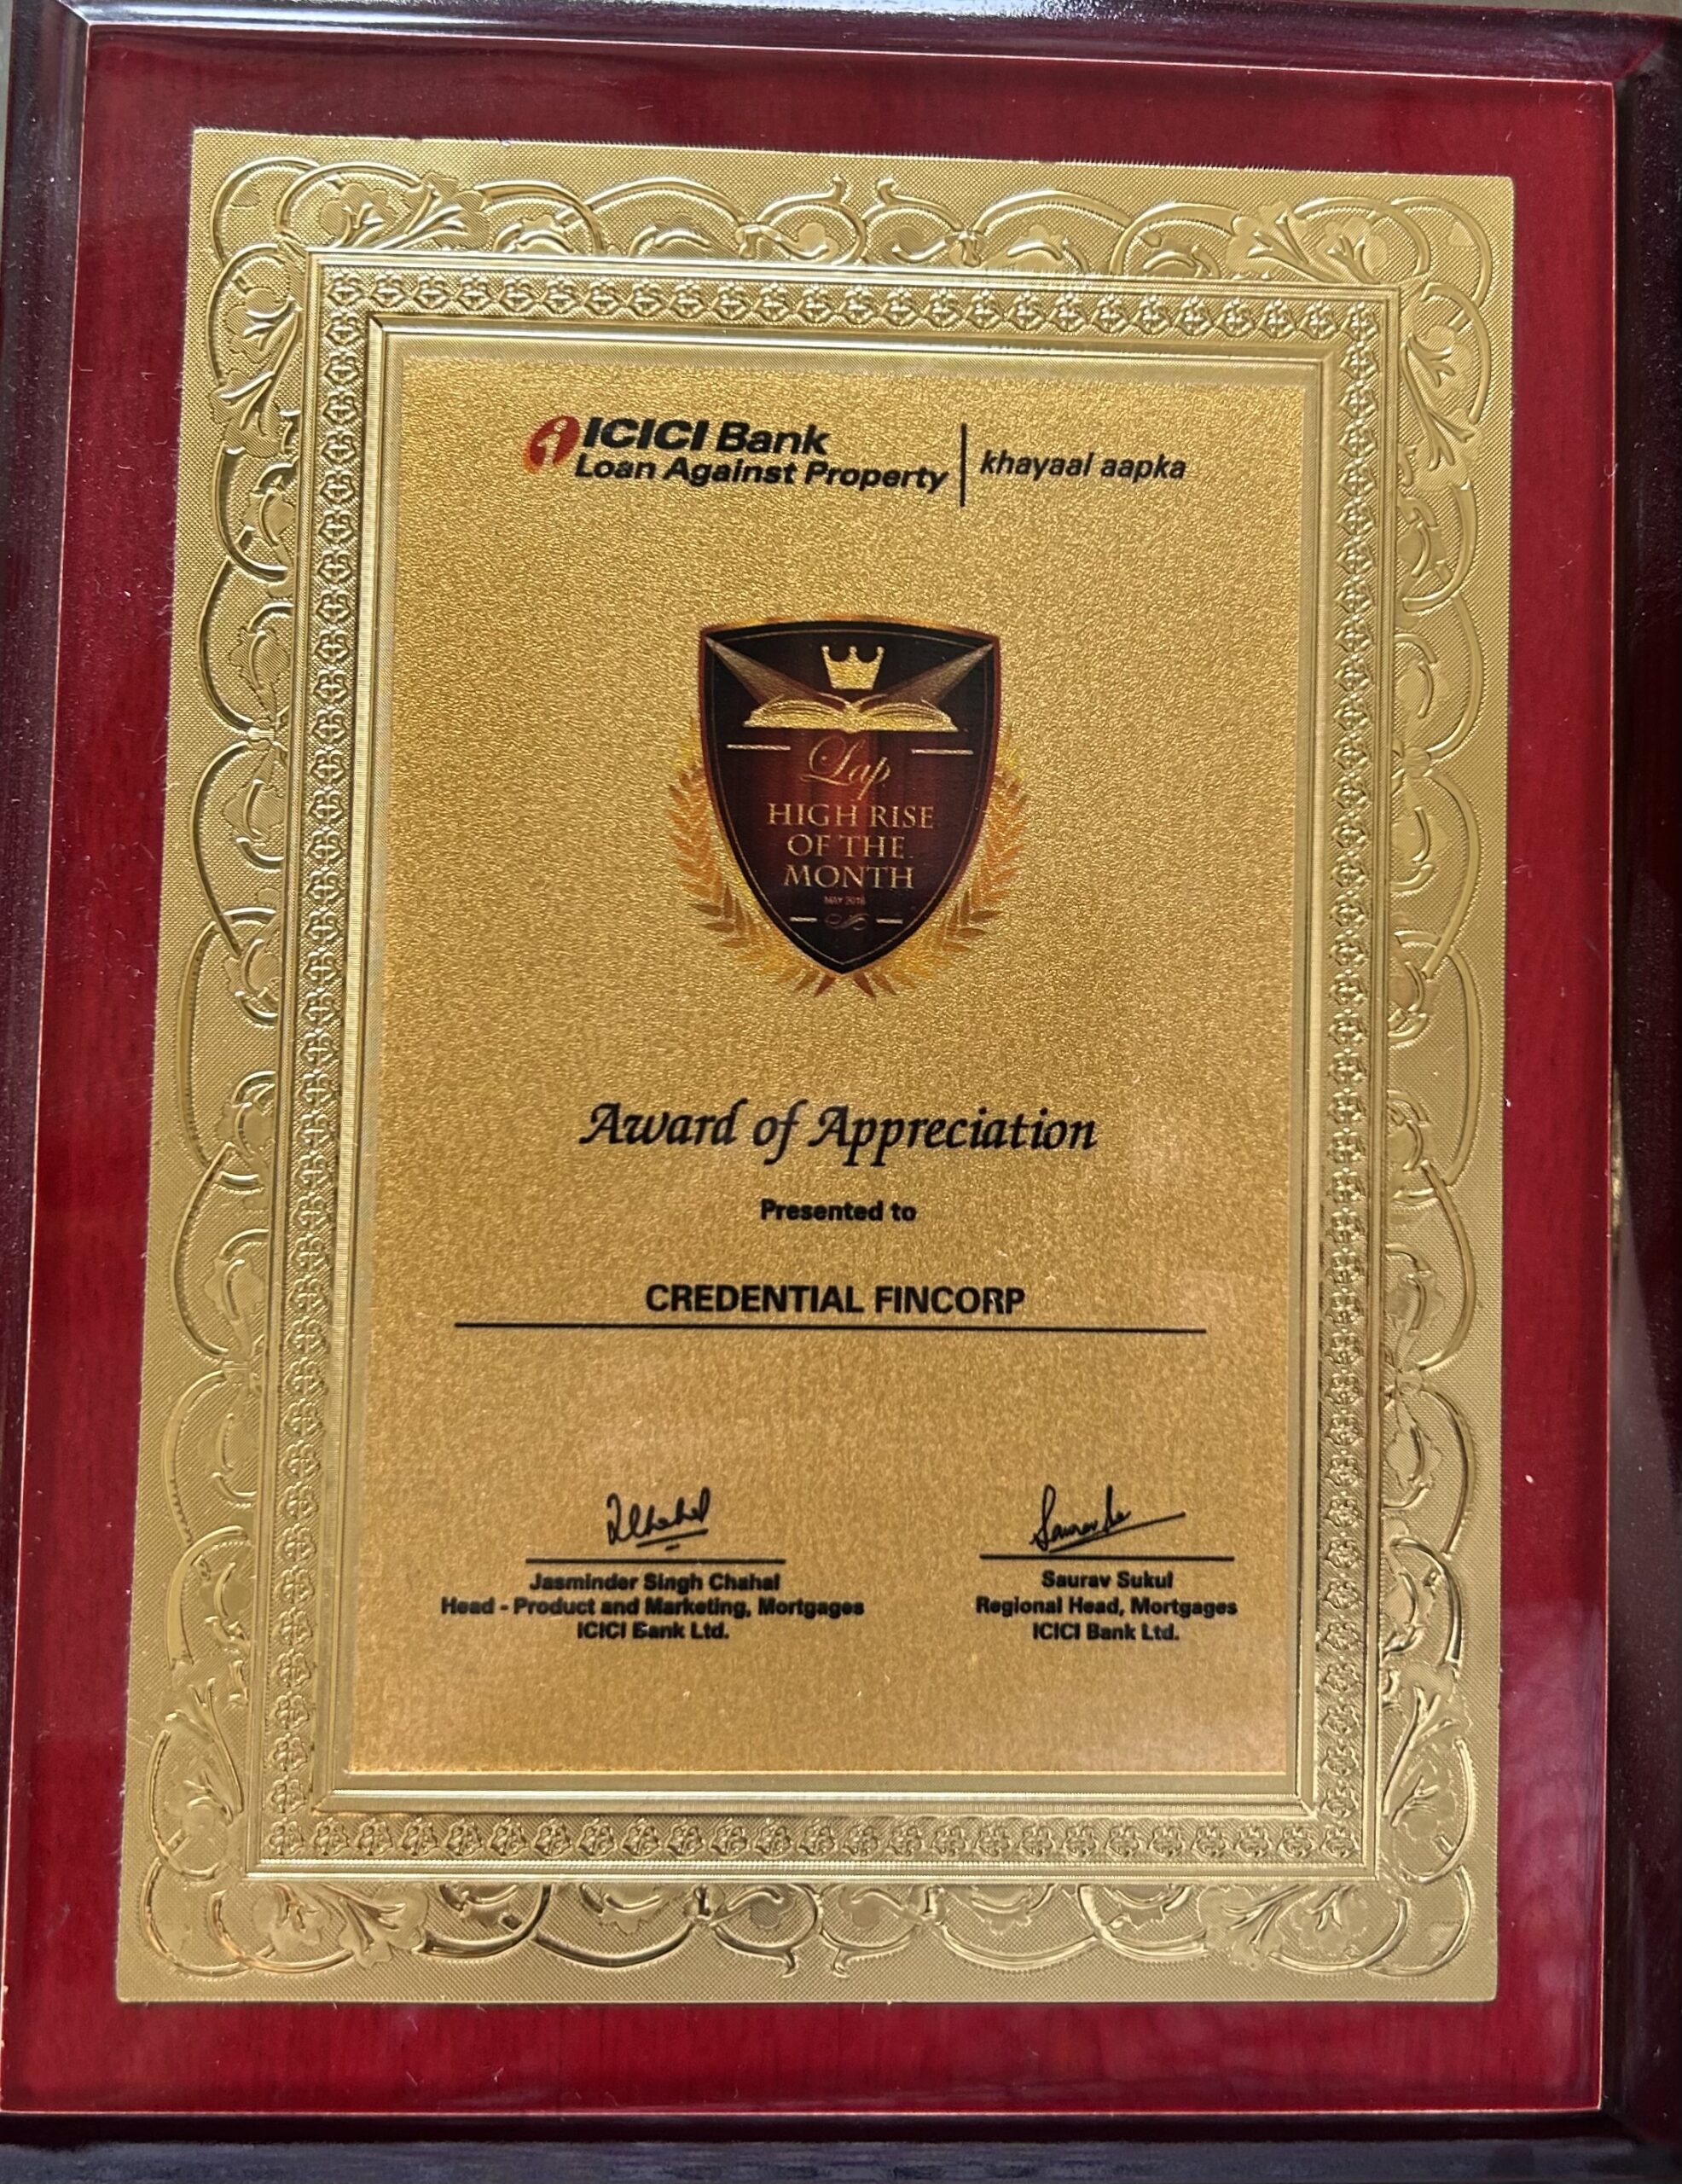 ICICI Bank
Loan Against Property
khayaal aapka
Lap
HIGH RISE
OF THE
MONTH
MAY 2016
Award of Appreciation
Presented to
CREDENTIAL FINCORP
Jasminder Singh Chahal
Head - Product and Marketing, Mortgages
ICICI Bank Ltd.
Saurav Sukul
Regional Head, Mortgages
ICICI Bank Ltd.